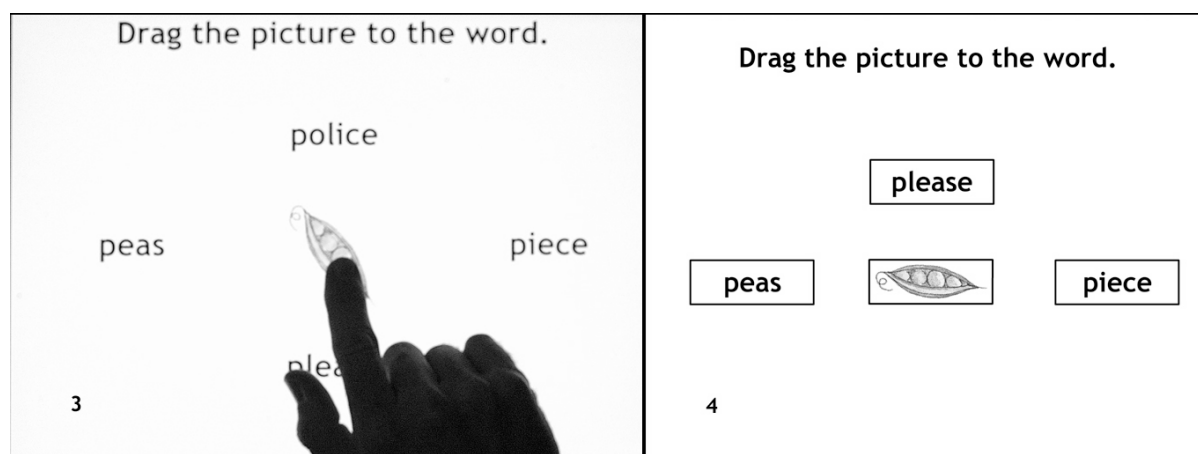 Drag the picture to the word.
police
peas
piece
3
Drag the picture to the word.
please
peas
piece
4